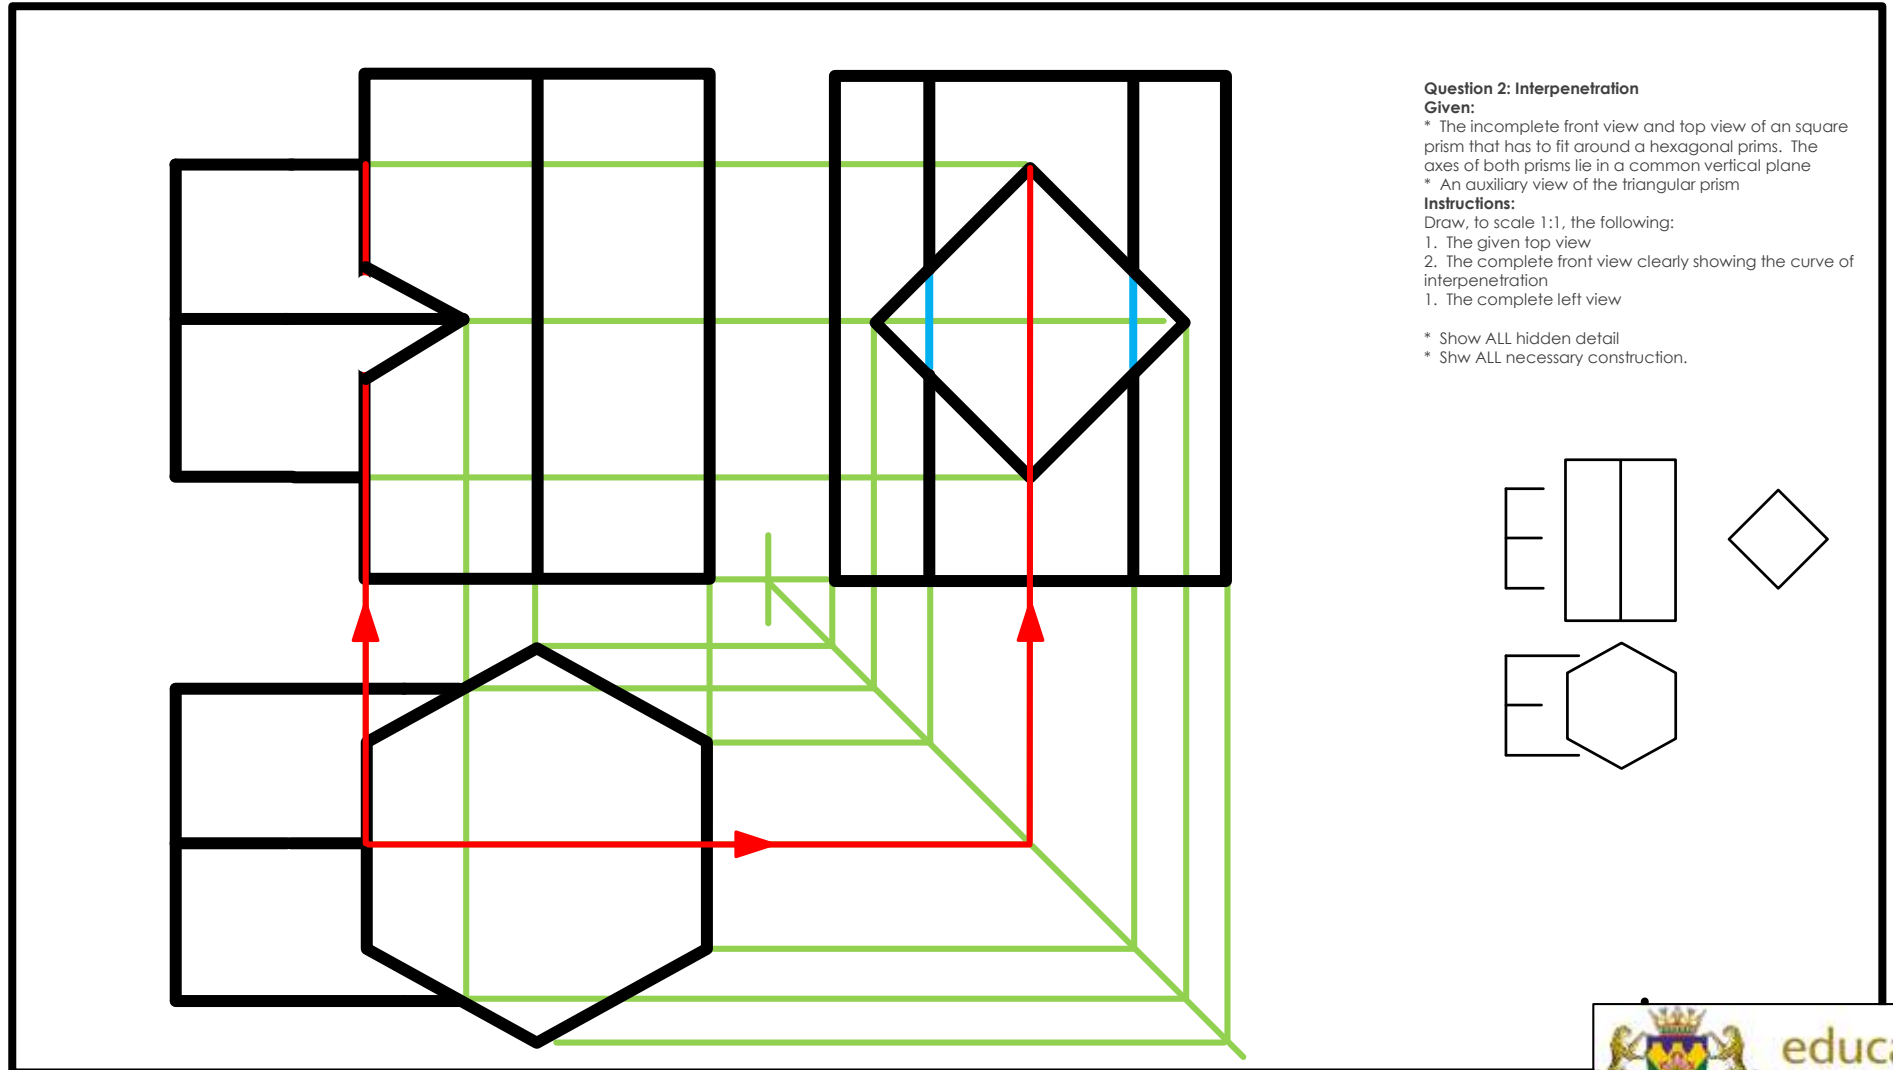 Question 2: Interpenetration
Given:
* The incomplete front view and top view of an square
prism that has to fit around a hexagonal prims. The
axes of both prisms lie in a common vertical plane
* An auxiliary view of the triangular prism
Instructions:
Draw, to scale 1:1, the following:
1. The given top view
2. The complete front view clearly showing the curve of
interpenetration
1. The complete left view
* Show ALL hidden detail
* Shw ALL necessary construction.